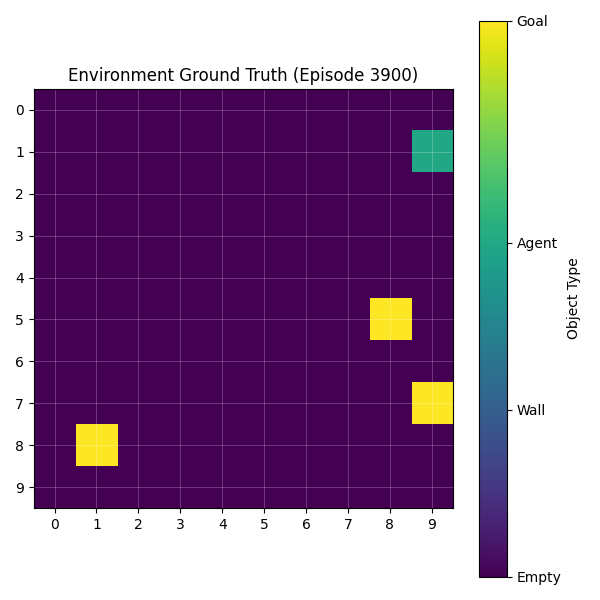 Environment Ground Truth (Episode 3900)
0
1
2
3
4
5
6
7
8
9
0 1 2 3 4 5 6 7 8 9
Goal
Agent
Wall
Empty
Object Type